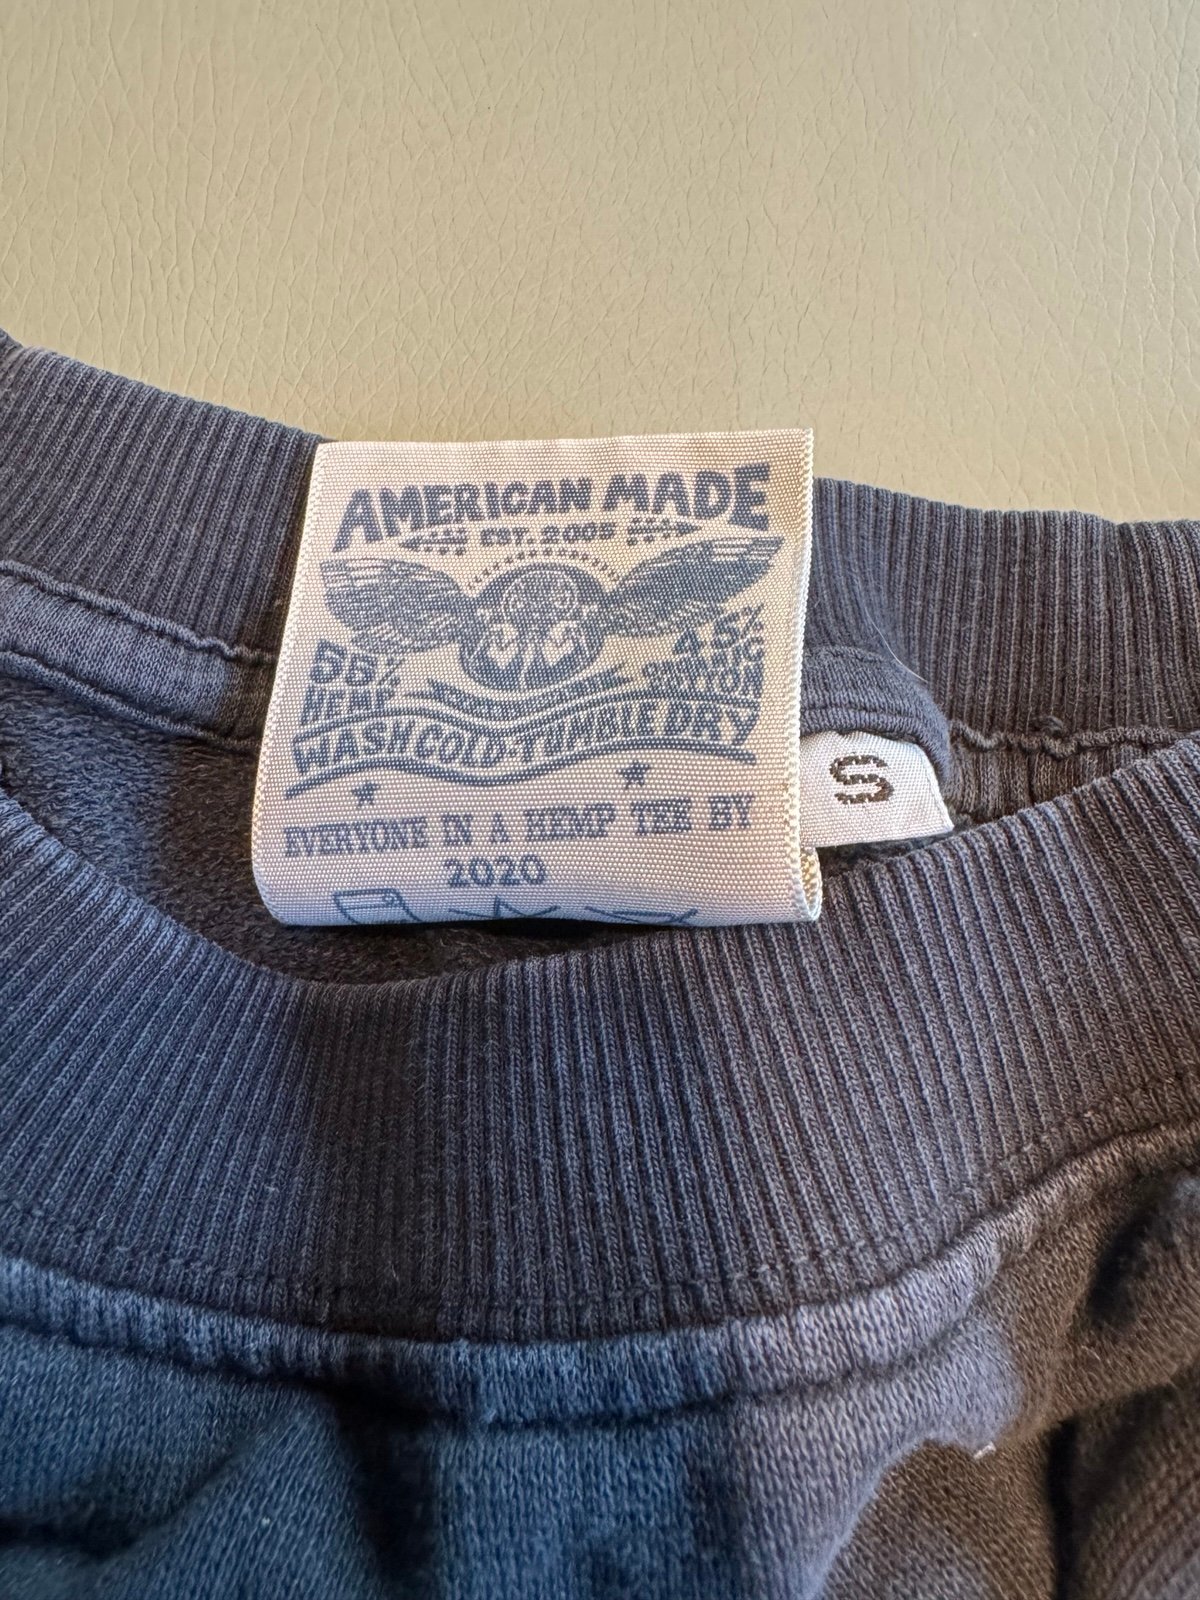 AMERICAN MADE
EST. 2005
55% HEMP
45% ORGANIC COTTON
WASH COLD·TUMBLE DRY
EVERYONE IN A HEMP TEE BY
2020
S